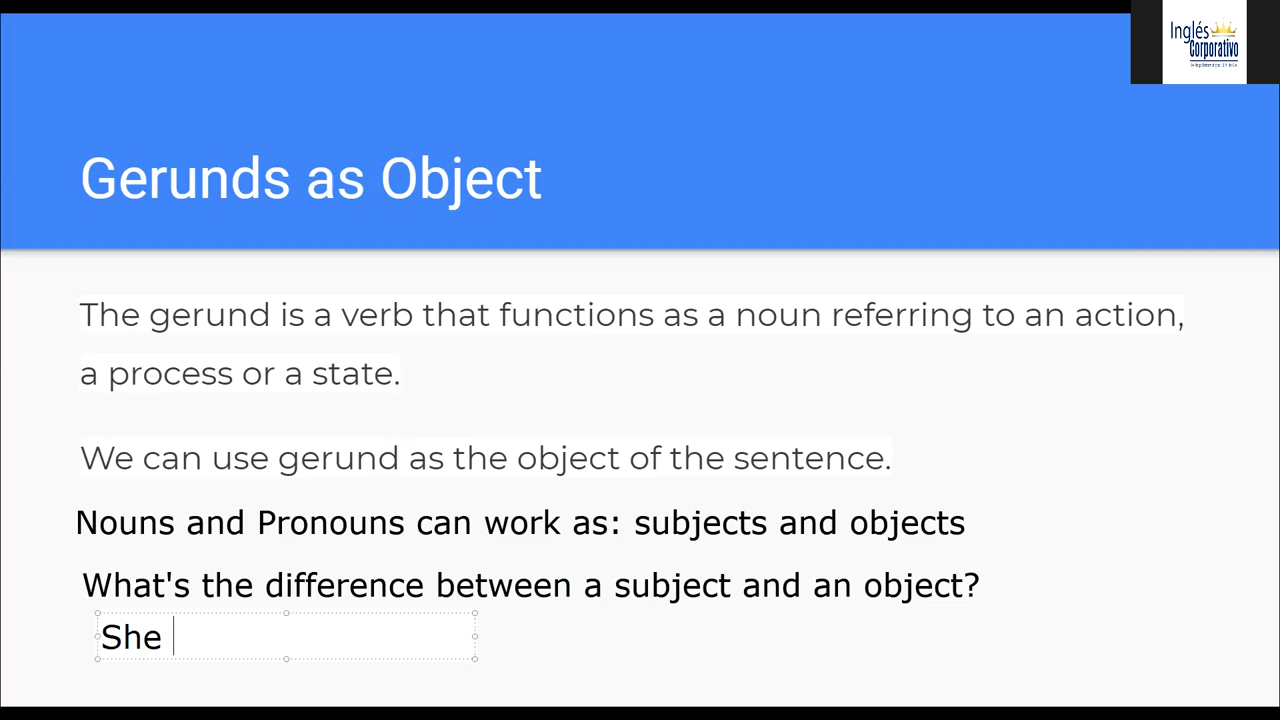 Inglés
Corporativo
Gerunds as Object
The gerund is a verb that functions as a noun referring to an action,
a process or a state.
We can use gerund as the object of the sentence.
Nouns and Pronouns can work as: subjects and objects
What's the difference between a subject and an object?
She